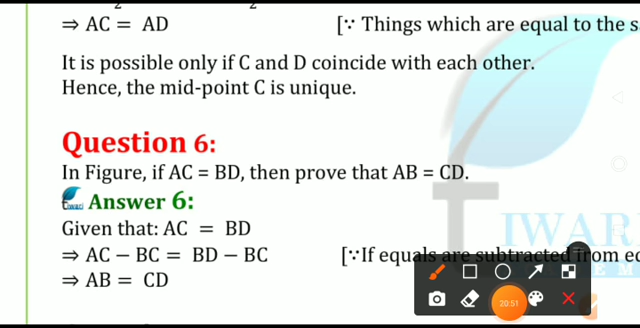 ⇒ AC = AD [∵ Things which are equal to the
It is possible only if C and D coincide with each other.
Hence, the mid-point C is unique.
Question 6:
In Figure, if AC = BD, then prove that AB = CD.
Tiwari Answer 6:
Given that: AC = BD
⇒ AC − BC = BD − BC [∵If equals are subtracted from
⇒ AB = CD
IWARI
20:51